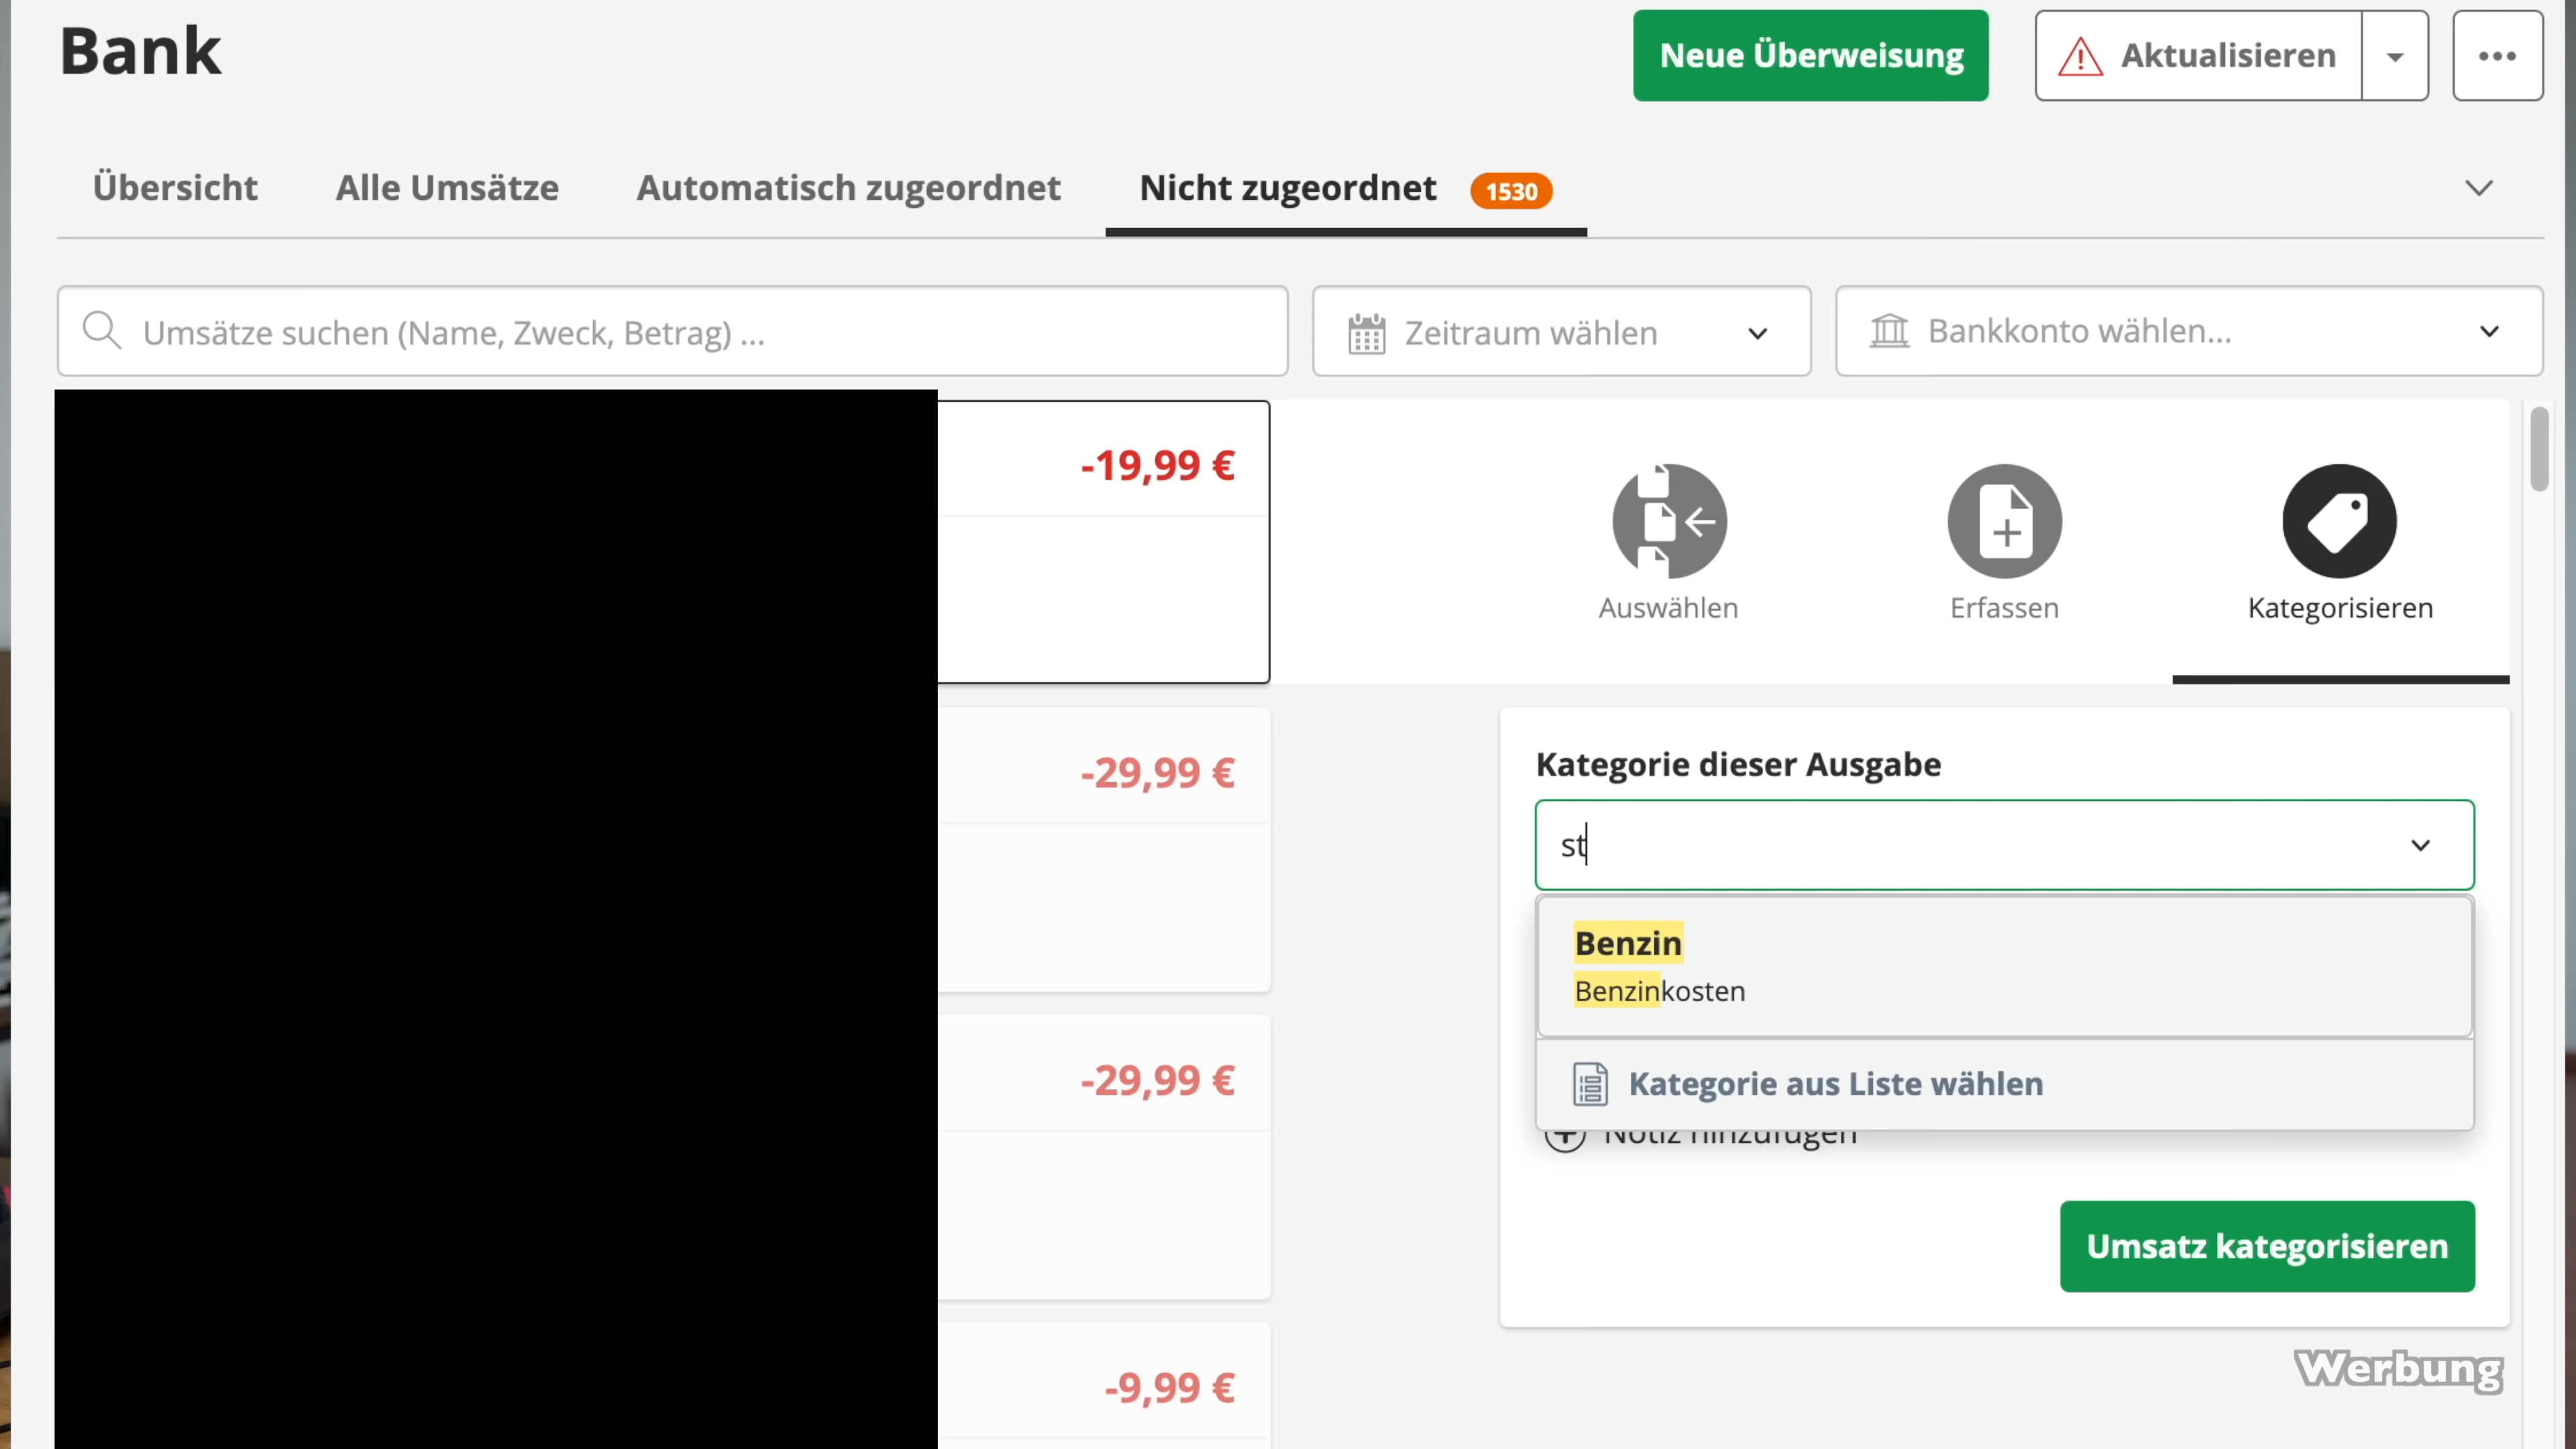 Bank
Neue Überweisung
Aktualisieren
Übersicht
Alle Umsätze
Automatisch zugeordnet
Nicht zugeordnet
1530
Umsätze suchen (Name, Zweck, Betrag) ...
Zeitraum wählen
Bankkonto wählen...
-19,99 €
Auswählen
Erfassen
Kategorisieren
-29,99 €
Kategorie dieser Ausgabe
st
Benzin
Benzinkosten
-29,99 €
Kategorie aus Liste wählen
Notiz hinzufügen
Umsatz kategorisieren
-9,99 €
Werbung